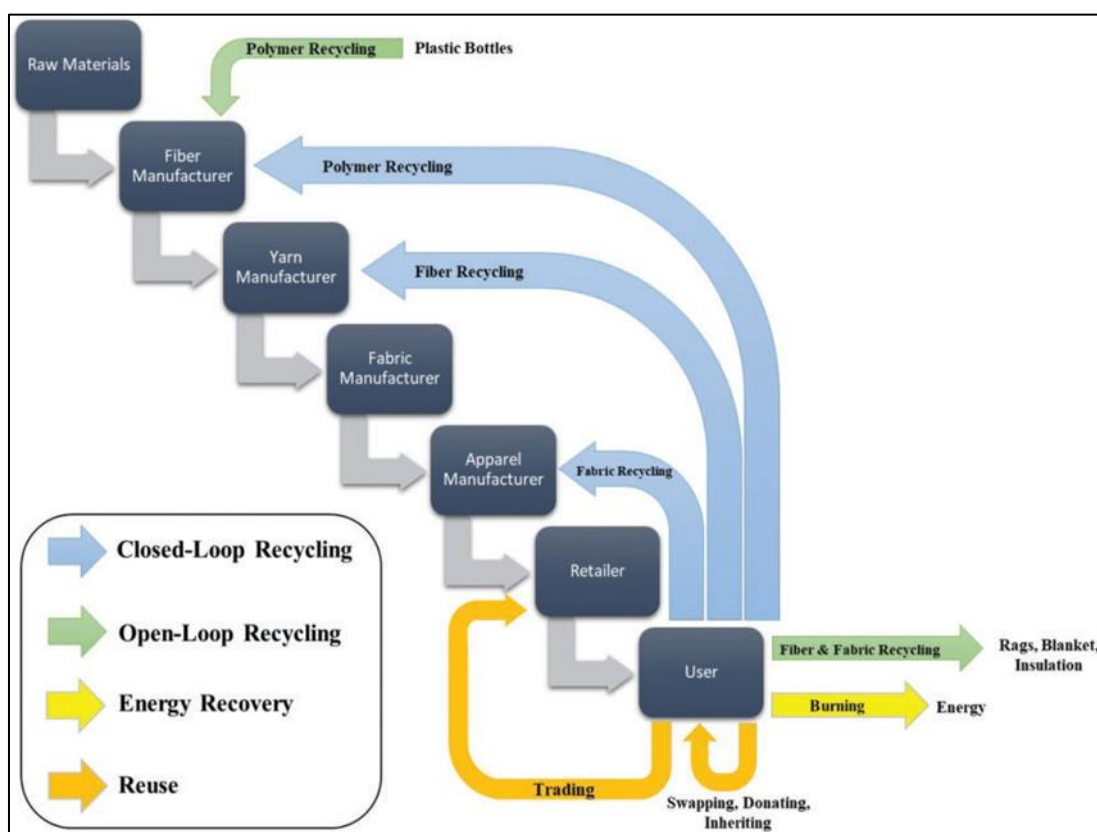 Raw Materials
Polymer Recycling
Plastic Bottles
Fiber
Manufacturer
Polymer Recycling
Yarn
Manufacturer
Fiber Recycling
Fabric
Manufacturer
Apparel
Manufacturer
Fabric Recycling
Retailer
User
Fiber & Fabric Recycling
Rags, Blanket,
Insulation
Burning
Energy
Trading
Swapping, Donating,
Inheriting
Closed-Loop Recycling
Open-Loop Recycling
Energy Recovery
Reuse